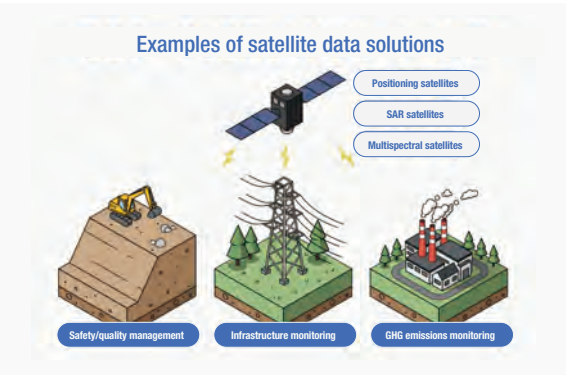 Examples of satellite data solutions
Positioning satellites
SAR satellites
Multispectral satellites
Safety/quality management
Infrastructure monitoring
GHG emissions monitoring